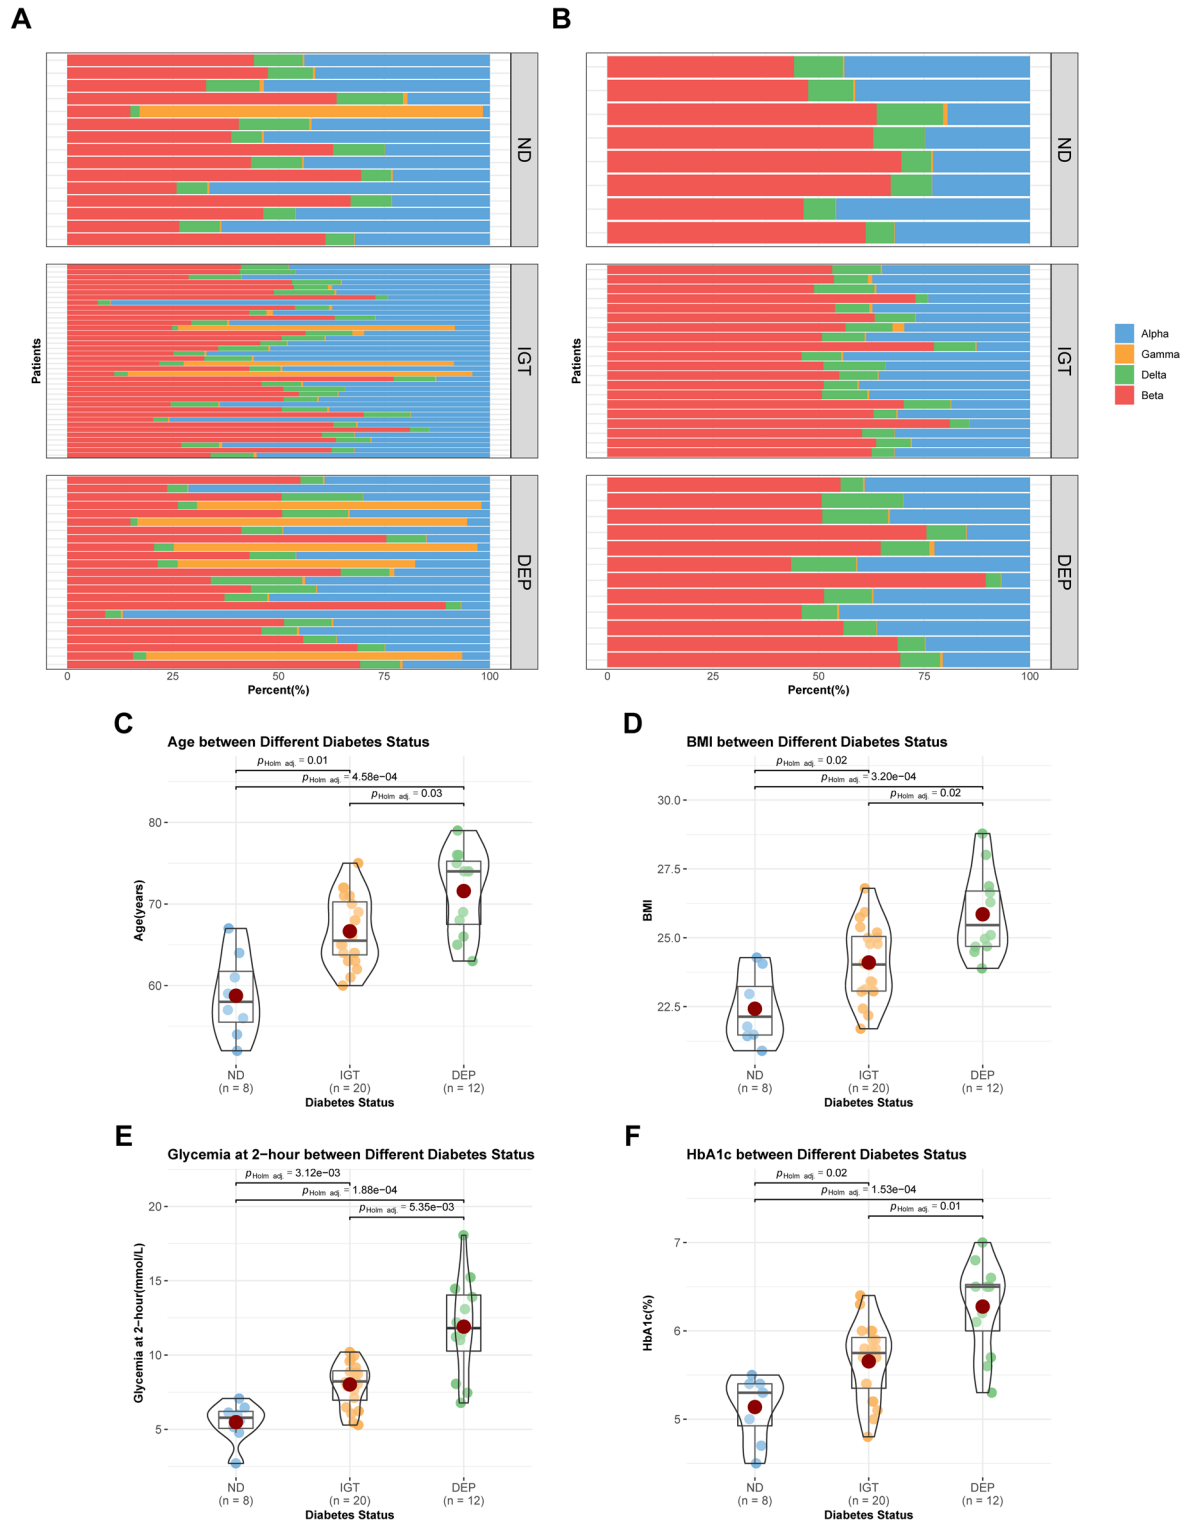 A
B
ND
IGT
DEP
Patients
0
25
50
75
100
Percent(%)
ND
IGT
DEP
Patients
0
25
50
75
100
Percent(%)
Alpha
Gamma
Delta
Beta
C
Age between Different Diabetes Status
pHolm adj. = 0.01
pHolm adj. = 4.58e−04
pHolm adj. = 0.03
80
70
60
Age(years)
ND
(n = 8)
IGT
(n = 20)
DEP
(n = 12)
Diabetes Status
D
BMI between Different Diabetes Status
pHolm adj. = 0.02
pHolm adj. = 3.20e−04
pHolm adj. = 0.02
30.0
27.5
25.0
22.5
BMI
ND
(n = 8)
IGT
(n = 20)
DEP
(n = 12)
Diabetes Status
E
Glycemia at 2−hour between Different Diabetes Status
pHolm adj. = 3.12e−03
pHolm adj. = 1.88e−04
pHolm adj. = 5.35e−03
20
15
10
5
Glycemia at 2−hour(mmol/L)
ND
(n = 8)
IGT
(n = 20)
DEP
(n = 12)
Diabetes Status
F
HbA1c between Different Diabetes Status
pHolm adj. = 0.02
pHolm adj. = 1.53e−04
pHolm adj. = 0.01
7
6
5
HbA1c(%)
ND
(n = 8)
IGT
(n = 20)
DEP
(n = 12)
Diabetes Status